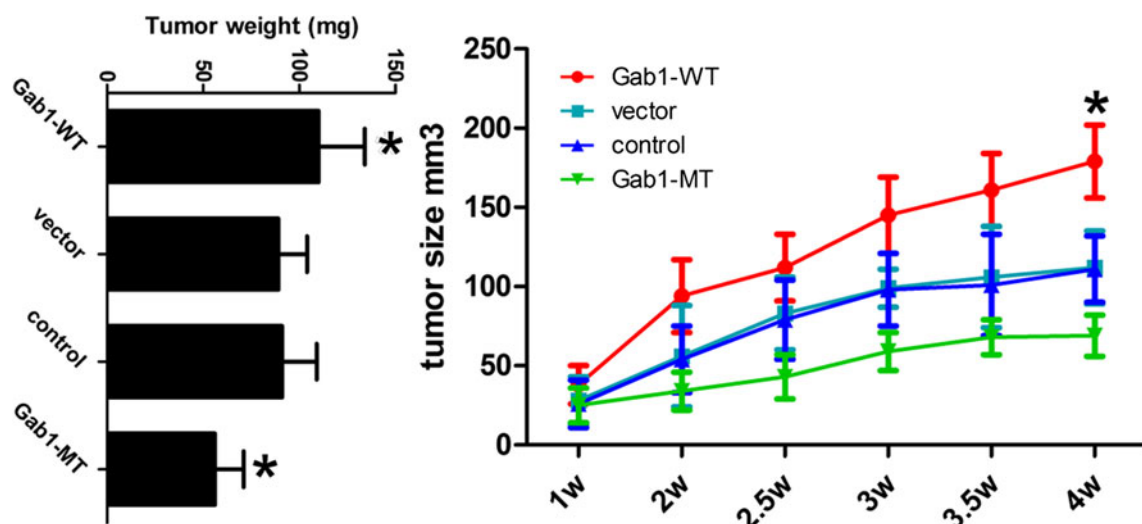 Tumor weight (mg)
0
50
100
150
Gab1-WT
*
vector
control
Gab1-MT
*
tumor size mm3
250
200
150
100
50
0
Gab1-WT
vector
control
Gab1-MT
*
1w
2w
2.5w
3w
3.5w
4w